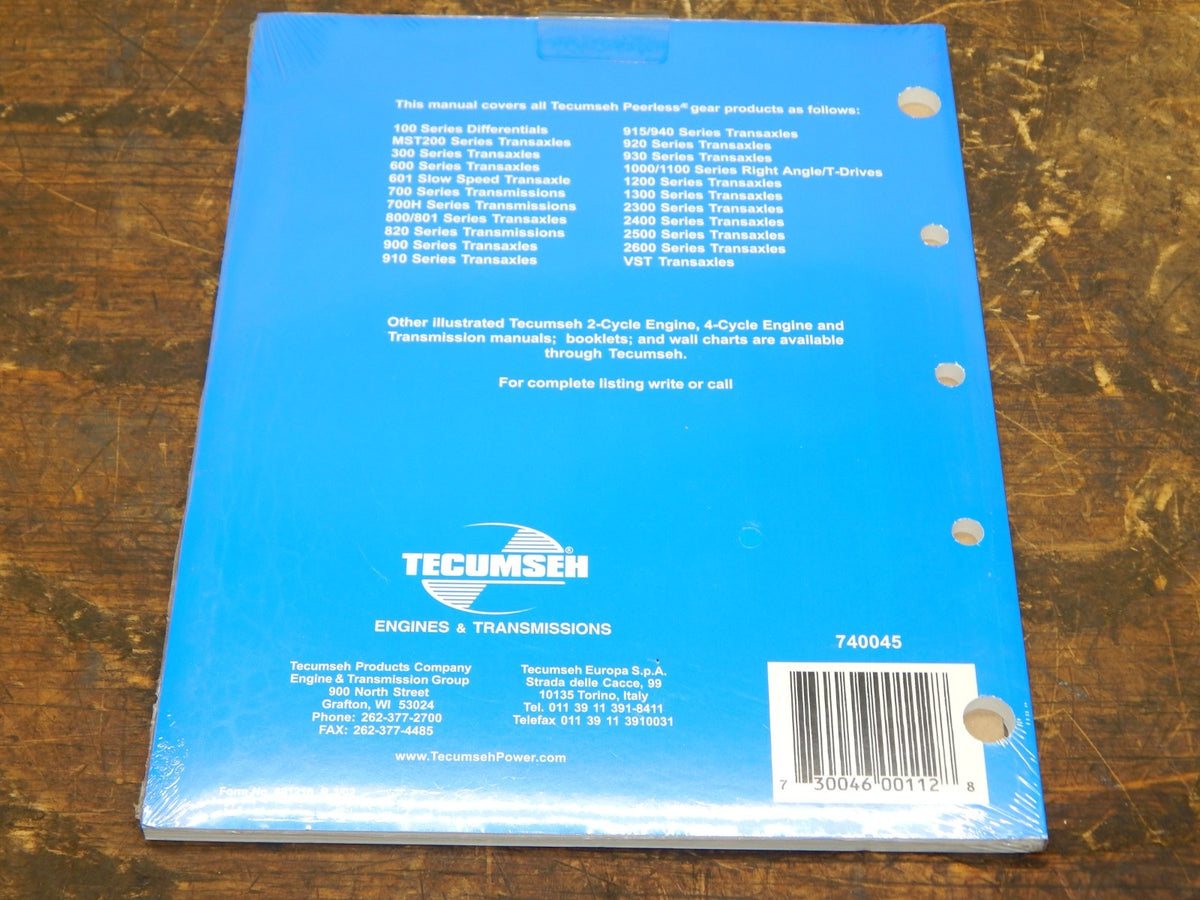 This manual covers all Tecumseh Peerless® gear products as follows:
100 Series Differentials
MST200 Series Transaxles
300 Series Transaxles
600 Series Transaxles
601 Slow Speed Transaxle
700 Series Transmissions
700H Series Transmissions
800/801 Series Transaxles
820 Series Transmissions
900 Series Transaxles
910 Series Transaxles
915/940 Series Transaxles
920 Series Transaxles
930 Series Transaxles
1000/1100 Series Right Angle/T-Drives
1200 Series Transaxles
1300 Series Transaxles
2300 Series Transaxles
2400 Series Transaxles
2500 Series Transaxles
2600 Series Transaxles
VST Transaxles
Other illustrated Tecumseh 2-Cycle Engine, 4-Cycle Engine and
Transmission manuals; booklets; and wall charts are available
through Tecumseh.
For complete listing write or call
TECUMSEH®
ENGINES & TRANSMISSIONS
Tecumseh Products Company
Engine & Transmission Group
900 North Street
Grafton, WI 53024
Phone: 262-377-2700
FAX: 262-377-4485
Tecumseh Europa S.p.A.
Strada delle Cacce, 99
10135 Torino, Italy
Tel. 011 39 11 391-8411
Telefax 011 39 11 3910031
www.TecumsehPower.com
740045
7 30046 00112 8
Form No.